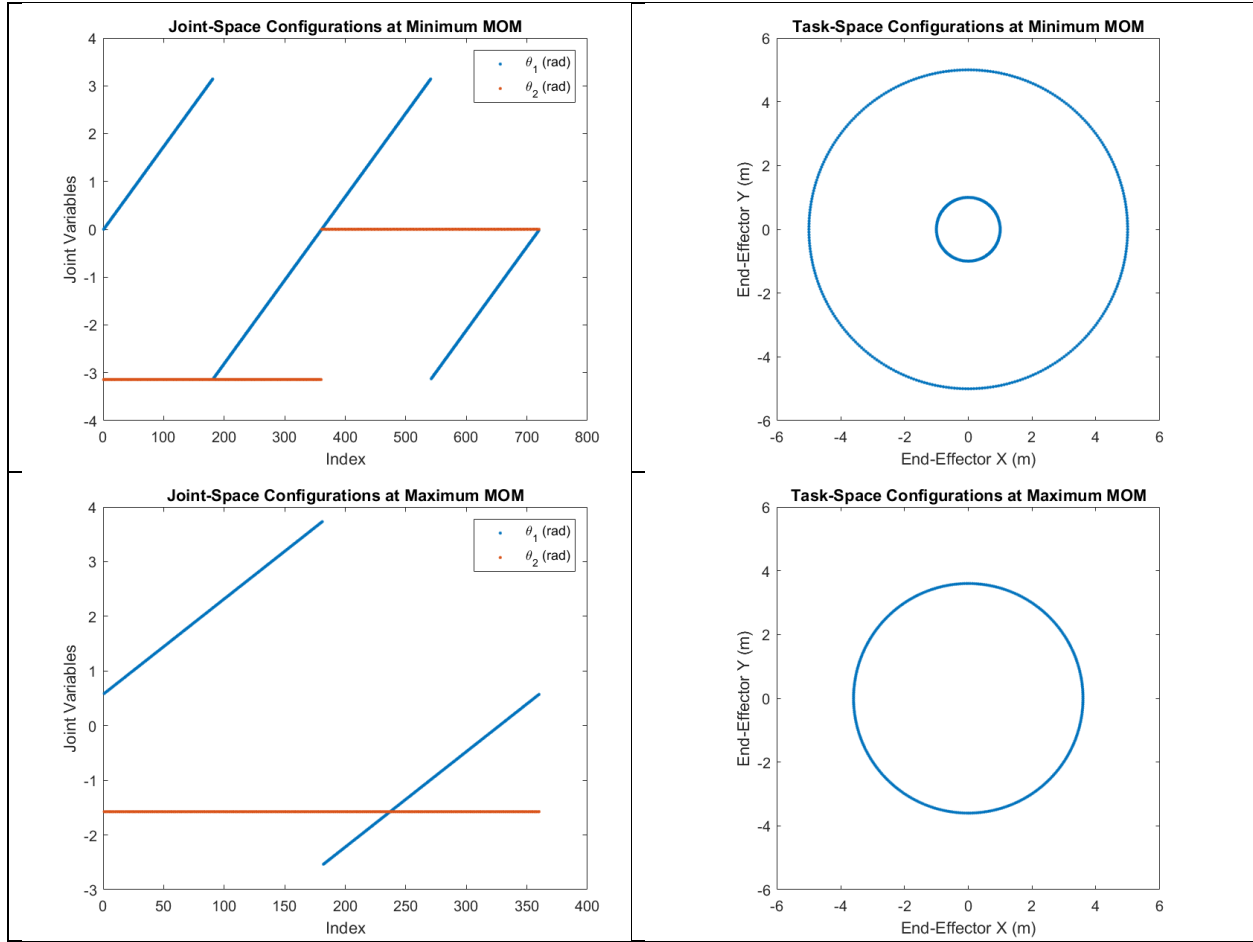 Joint-Space Configurations at Minimum MOM
4
3
2
1
0
-1
-2
-3
-4
Joint Variables
θ1 (rad)
θ2 (rad)
0 100 200 300 400 500 600 700 800
Index
Task-Space Configurations at Minimum MOM
6
4
2
0
-2
-4
-6
End-Effector Y (m)
-6 -4 -2 0 2 4 6
End-Effector X (m)
Joint-Space Configurations at Maximum MOM
4
3
2
1
0
-1
-2
-3
Joint Variables
θ1 (rad)
θ2 (rad)
0 50 100 150 200 250 300 350 400
Index
Task-Space Configurations at Maximum MOM
6
4
2
0
-2
-4
-6
End-Effector Y (m)
-6 -4 -2 0 2 4 6
End-Effector X (m)